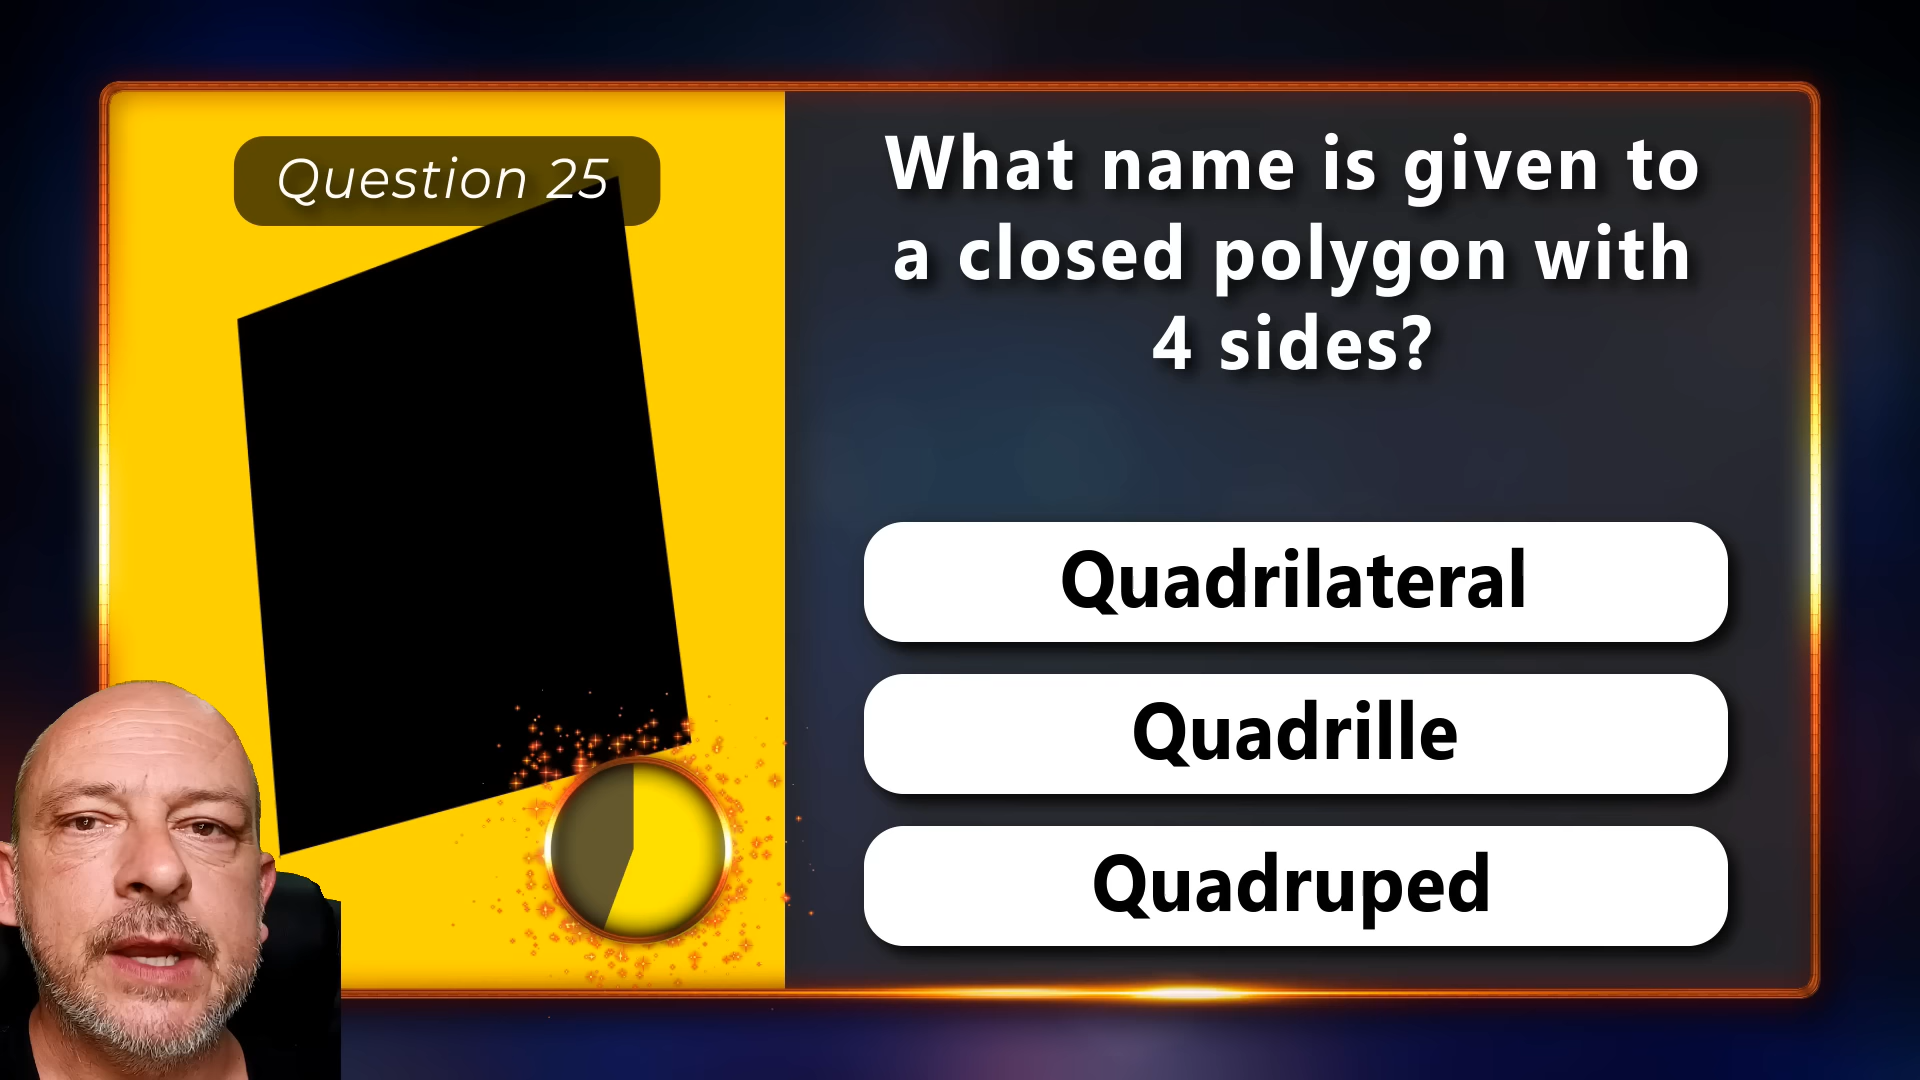 Question 25
What name is given to
a closed polygon with
4 sides?
Quadrilateral
Quadrille
Quadruped